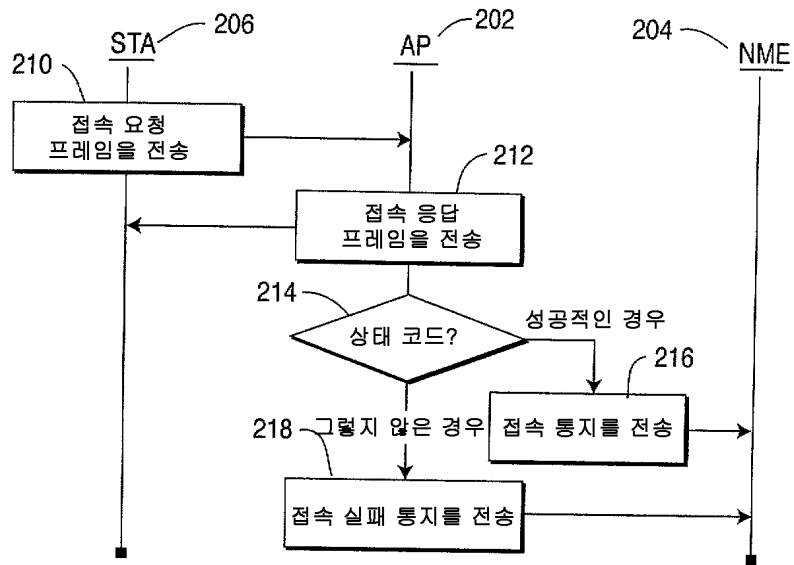 STA
206
AP
202
204
NME
210
접속 요청
프레임을 전송
212
접속 응답
프레임을 전송
214
상태 코드?
성공적인 경우
216
접속 통지를 전송
그렇지 않은 경우
218
접속 실패 통지를 전송